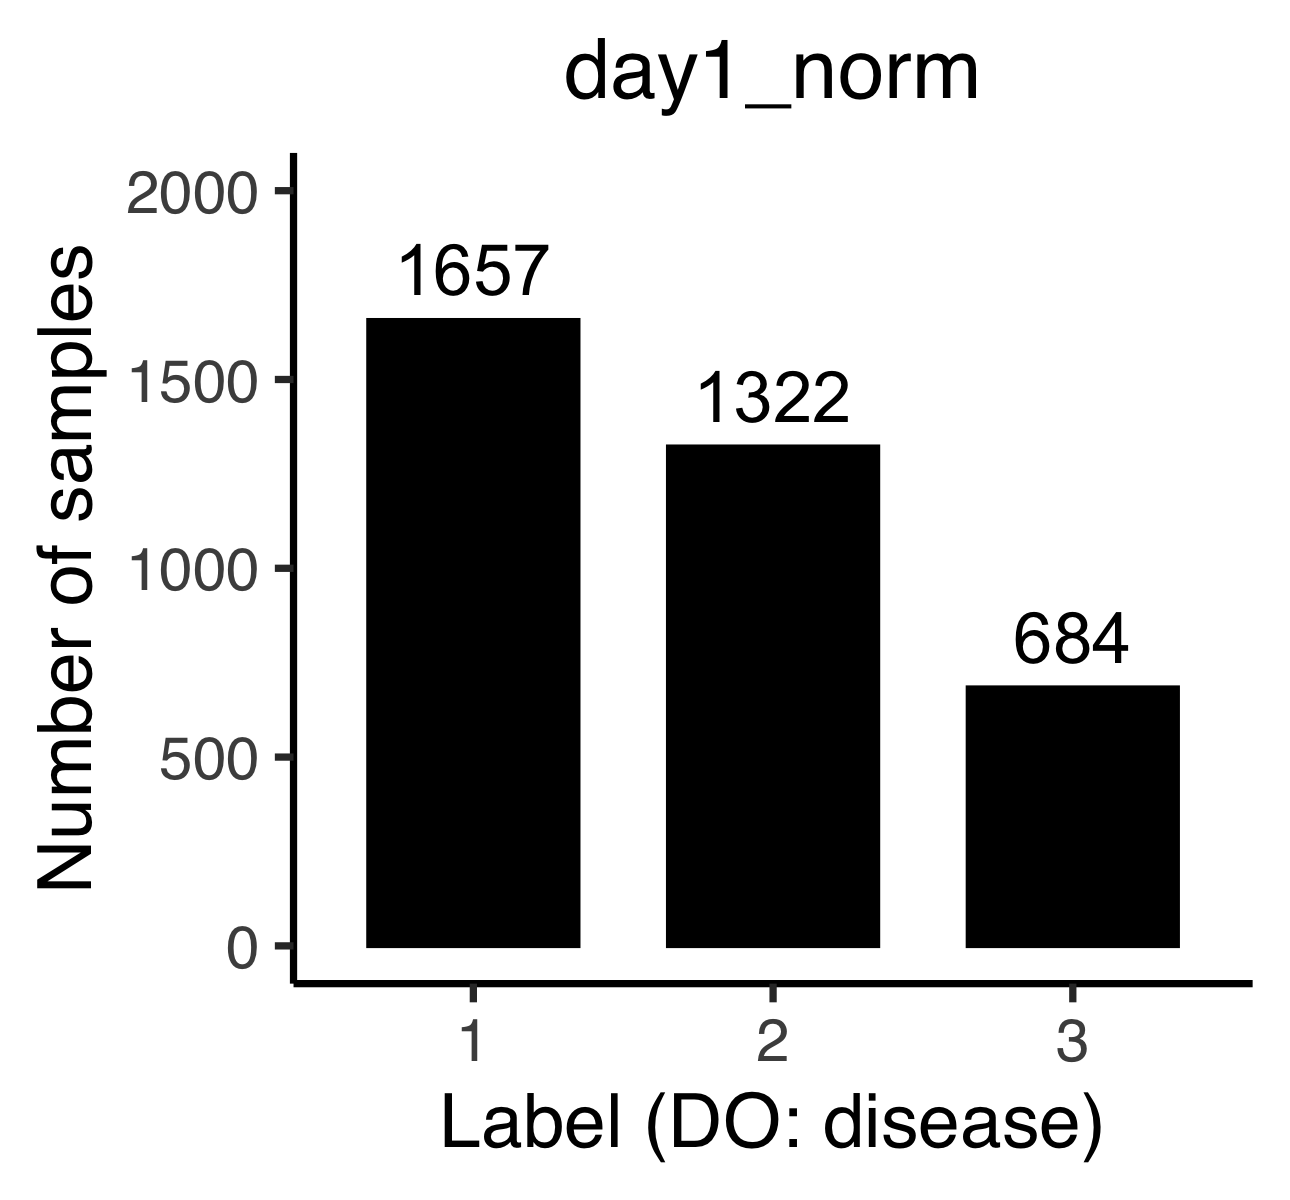 day1_norm
Number of samples
2000
1500
1000
500
0
1657
1322
684
1 2 3
Label (DO: disease)